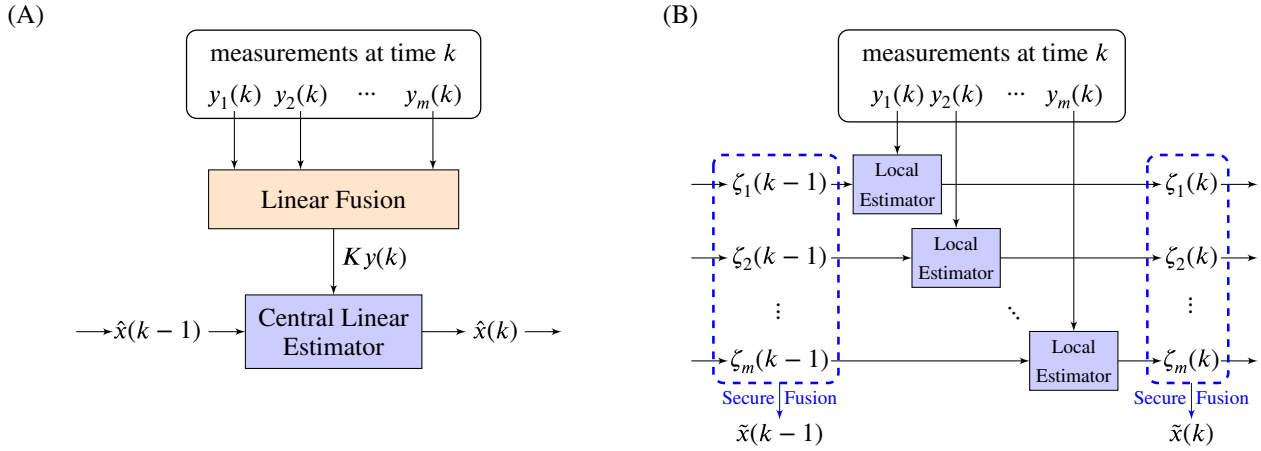 (A)
measurements at time k
y₁(k) y₂(k) ⋯ yₘ(k)
Linear Fusion
Ky(k)
x̂(k − 1)
Central Linear
Estimator
x̂(k)
(B)
measurements at time k
y₁(k) y₂(k) ⋯ yₘ(k)
ζ₁(k − 1)
Local
Estimator
ζ₁(k)
ζ₂(k − 1)
Local
Estimator
ζ₂(k)
⋮ ⋱ ⋮
ζₘ(k − 1)
Local
Estimator
ζₘ(k)
Secure Fusion
x̃(k − 1)
Secure Fusion
x̃(k)